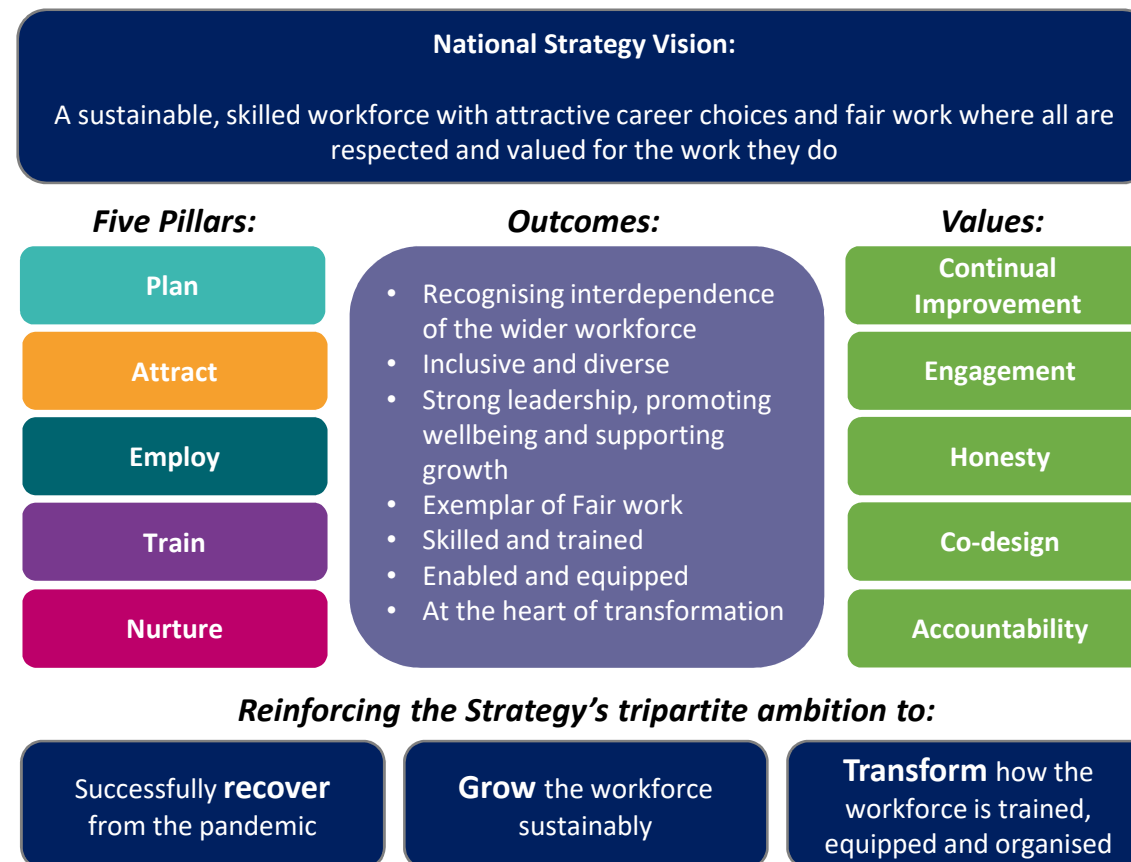 National Strategy Vision:
A sustainable, skilled workforce with attractive career choices and fair work where all are
respected and valued for the work they do
Five Pillars:
Plan
Attract
Employ
Train
Nurture
Outcomes:
• Recognising interdependence
of the wider workforce
• Inclusive and diverse
• Strong leadership, promoting
wellbeing and supporting
growth
• Exemplar of Fair work
• Skilled and trained
• Enabled and equipped
• At the heart of transformation
Values:
Continual
Improvement
Engagement
Honesty
Co-design
Accountability
Reinforcing the Strategy's tripartite ambition to:
Successfully recover
from the pandemic
Grow the workforce
sustainably
Transform how the
workforce is trained,
equipped and organised